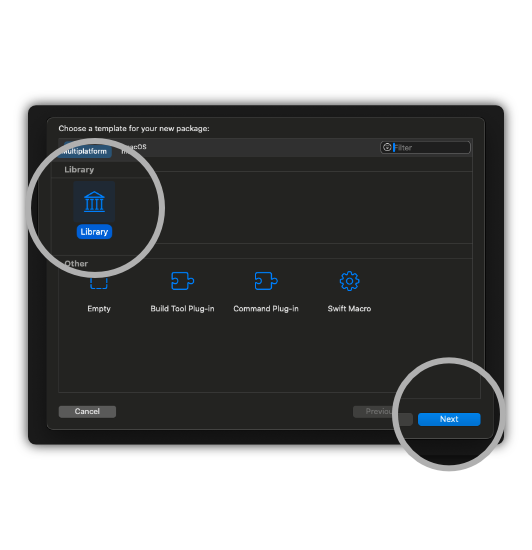 Choose a template for your new package:
Multiplatform macOS Filter
Library
Library
Other
Empty Build Tool Plug-in Command Plug-in Swift Macro
Cancel Previous Next